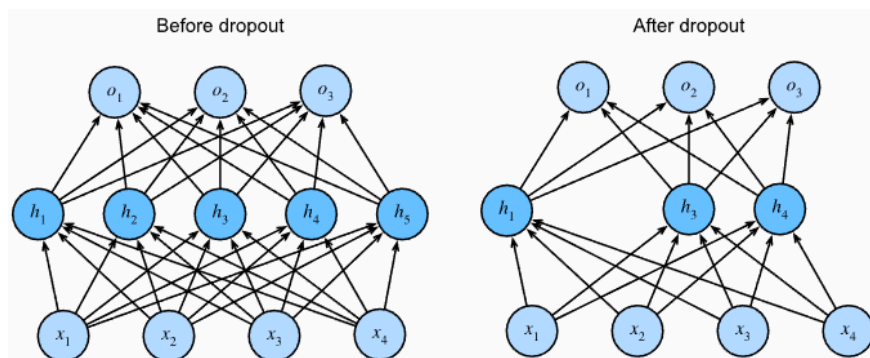 Before dropout
After dropout
o₁ o₂ o₃
o₁ o₂ o₃
h₁ h₂ h₃ h₄ h₅
h₁ h₃ h₄
x₁ x₂ x₃ x₄
x₁ x₂ x₃ x₄